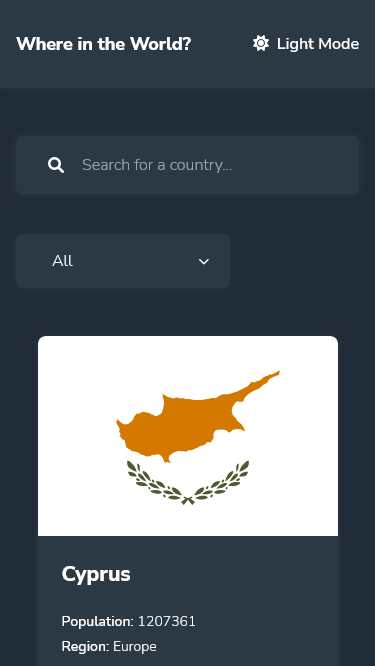 Where in the World?
Light Mode
Search for a country...
All
Cyprus
Population: 1207361
Region: Europe